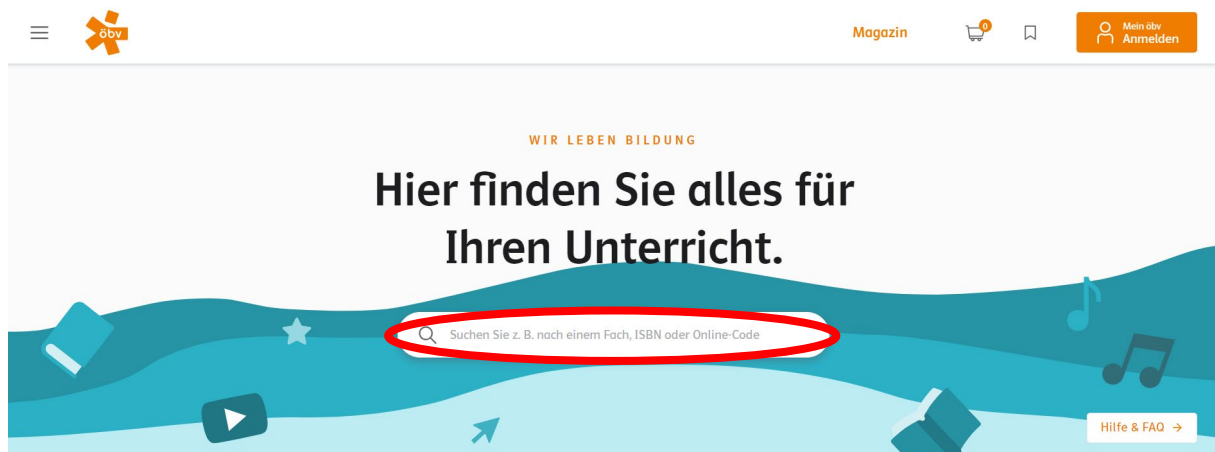 öbv
Magazin
0
Mein öbv
Anmelden
WIR LEBEN BILDUNG
Hier finden Sie alles für
Ihren Unterricht.
Suchen Sie z. B. nach einem Fach, ISBN oder Online-Code
Hilfe & FAQ →